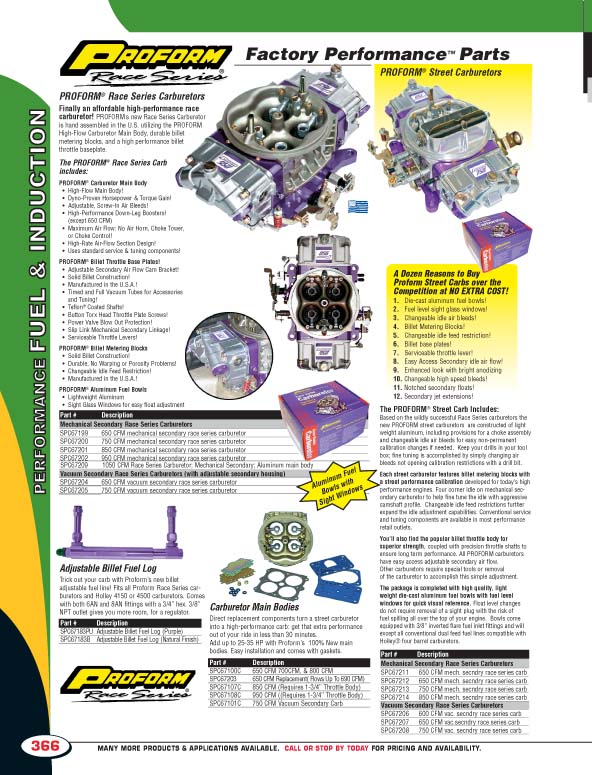 PERFORMANCE FUEL & INDUCTION
PROFORM
Race Series®
Factory Performance™ Parts
PROFORM® Race Series Carburetors
Finally an affordable high-performance race
carburetor! PROFORM's new Race Series Carburetor
is hand assembled in the U.S. utilizing the PROFORM
High-Flow Carburetor Main Body, durable billet
metering blocks, and a high performance billet
throttle baseplate.
The PROFORM® Race Series Carb
includes:
PROFORM® Carburetor Main Body
• High-Flow Main Body!
• Dyno-Proven Horsepower & Torque Gain!
• Adjustable, Screw-In Air Bleeds!
• High-Performance Down-Leg Boosters!
(except 650 CFM)
• Maximum Air Flow: No Air Horn, Choke Tower,
or Choke Control!
• High-Rate Air-Flow Section Design!
• Uses standard service & tuning components!
PROFORM® Billet Throttle Base Plates!
• Adjustable Secondary Air Flow Cam Bracket!
• Solid Billet Construction!
• Manufactured in the U.S.A.!
• Timed and Full Vacuum Tubes for Accessories
and Tuning!
• Teflon® Coated Shafts!
• Button Torx Head Throttle Plate Screws!
• Power Valve Blow Out Protection!
• Slip Link Mechanical Secondary Linkage!
• Serviceable Throttle Levers!
PROFORM® Billet Metering Blocks
• Solid Billet Construction!
• Durable, No Warping or Porosity Problems!
• Changeable Idle Feed Restriction!
• Manufactured in the U.S.A.!
PROFORM® Aluminum Fuel Bowls
• Lightweight Aluminum
• Sight Glass Windows for easy float adjustment
Part # Description
Mechanical Secondary Race Series Carburetors
SPC67199 650 CFM mechanical secondary race series carburetor
SPC67200 750 CFM mechanical secondary race series carburetor
SPC67201 850 CFM mechanical secondary race series carburetor
SPC67202 950 CFM mechanical secondary race series carburetor
SPC67209 1050 CFM Race Series Carburetor; Mechanical Secondary; Aluminum main body
Vacuum Secondary Race Series Carburetors (with adjustable secondary housing)
SPC67204 650 CFM vacuum secondary race series carburetor
SPC67205 750 CFM vacuum secondary race series carburetor
Aluminum Fuel
Bowls with
Sight Windows
Adjustable Billet Fuel Log
Trick out your carb with Proform's new billet
adjustable fuel line! Fits all Proform Race Series car-
buretors and Holley 4150 or 4500 carburetors. Comes
with both 6AN and 8AN fittings with a 3/4" hex. 3/8"
NPT outlet gives you more room, for a regulator.
Part # Description
SPC67183PU Adjustable Billet Fuel Log (Purple)
SPC67183B Adjustable Billet Fuel Log (Natural Finish)
PROFORM
Race Series®
Carburetor Main Bodies
Direct replacement components turn a street carburetor
into a high-performance carb: get that extra performance
out of your ride in less than 30 minutes.
Add up to 25-35 HP with Proform's 100% New main
bodies. Easy installation and comes with gaskets.
Part # Description
SPC67100C 650 CFM 700CFM, & 800 CFM
SPC67203 650 CFM Replacement( Flows Up To 690 CFM)
SPC67107C 850 CFM (Requires 1-3/4" Throttle Body)
SPC67108C 950 CFM ((Requires 1-3/4" Throttle Body)
SPC67101C 750 CFM Vacuum Secondary Carb
PROFORM® Street Carburetors
A Dozen Reasons to Buy
Proform Street Carbs over the
Competition at NO EXTRA COST!
1. Die-cast aluminum fuel bowls!
2. Fuel level sight glass windows!
3. Changeable idle air bleeds!
4. Billet Metering Blocks!
5. Changeable idle feed restriction!
6. Billet base plates!
7. Serviceable throttle lever!
8. Easy Access Secondary idle air flow!
9. Enhanced look with bright anodizing
10. Changeable high speed bleeds!
11. Notched secondary floats!
12. Secondary jet extensions!
The PROFORM® Street Carb Includes:
Based on the wildly successful Race Series carburetors the
new PROFORM street carburetors are constructed of light
weight aluminum, including provisions for a choke assembly
and changeable idle air bleeds for easy non-permanent
calibration changes if needed. Keep your drills in your tool
box; fine tuning is accomplished by simply changing air
bleeds not opening calibration restrictions with a drill bit.
Each street carburetor features billet metering blocks with
a street performance calibration developed for today's high
performance engines. Four corner idle on mechanical sec-
ondary carburetor to help fine tune the idle with aggressive
camshaft profile. Changeable idle feed restrictions further
expand the idle adjustment capabilities. Conventional service
and tuning components are available in most performance
retail outlets.
You'll also find the popular billet throttle body for
superior strength, coupled with precision throttle shafts to
ensure long term performance. All PROFORM carburetors
have easy access adjustable secondary air flow.
Other carburetors require special tools or removal
of the carburetor to accomplish this simple adjustment.
The package is completed with high quality, light
weight die-cast aluminum fuel bowls with fuel level
windows for quick visual reference. Float level changes
do not require removal of a sight plug with the risk of
fuel spilling all over the top of your engine. Bowls come
equipped with 3/8" inverted flare fuel inlet fittings and will
except all conventional dual feed fuel lines compatible with
Holley® four barrel carburetors.
Part # Description
Mechanical Secondary Race Series Carburetors
SPC67211 650 CFM mech. secndry race series carb
SPC67212 650 CFM mech. secndry race series carb
SPC67213 750 CFM mech. secndry race series carb
SPC67214 850 CFM mech. secndry race series carb
Vacuum Secondary Race Series Carburetors
SPC67206 600 CFM vac. secndry race series carb
SPC67207 650 CFM vac.secndry race series carb
SPC67208 750 CFM vac. secndry race series carb
366
MANY MORE PRODUCTS & APPLICATIONS AVAILABLE. CALL OR STOP BY TODAY FOR PRICING AND AVAILABILITY.